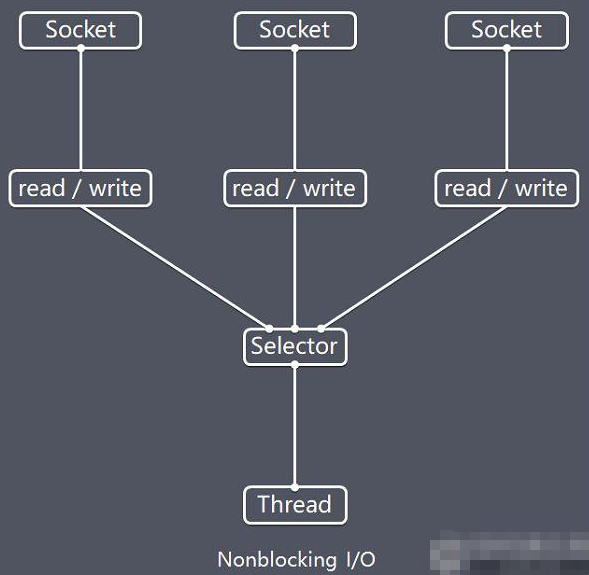 Socket Socket Socket
read / write read / write read / write
Selector
Thread
Nonblocking I/O